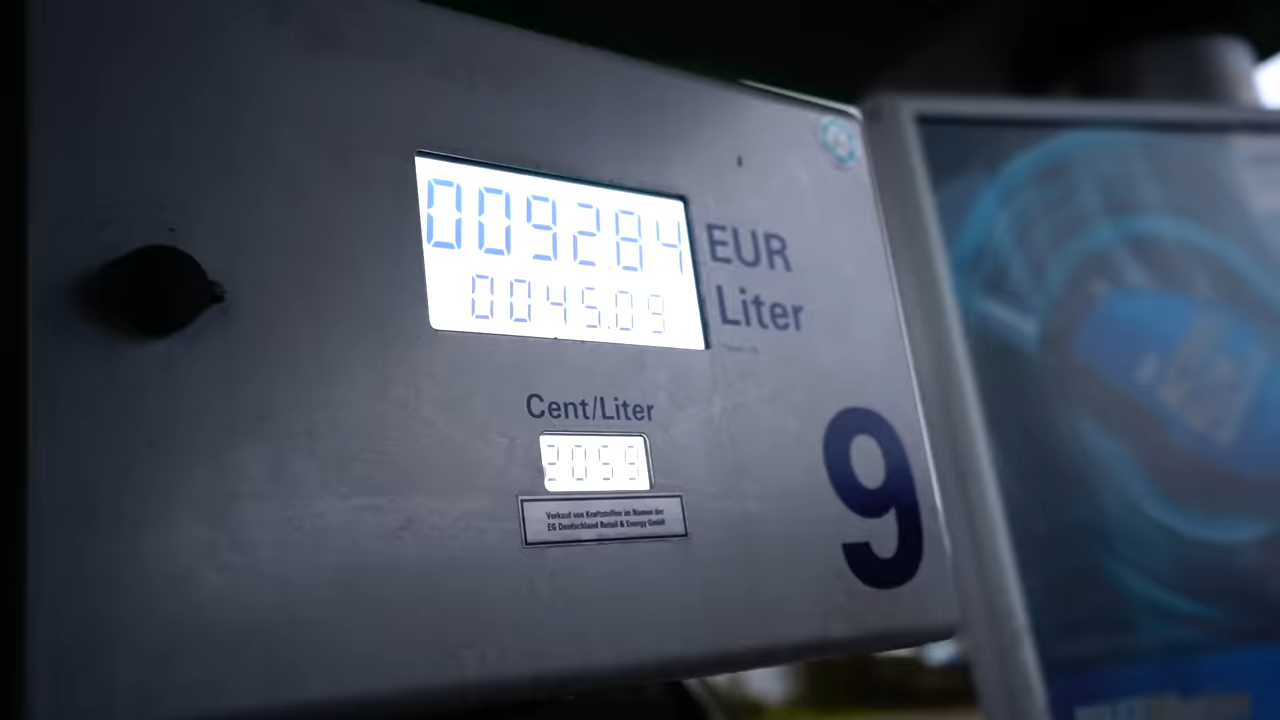 009284 EUR
0045.09 Liter
Cent/Liter
2059
Verkauf von Kraftstoffen im Namen der
EG Deutschland Retail & Energy GmbH
9